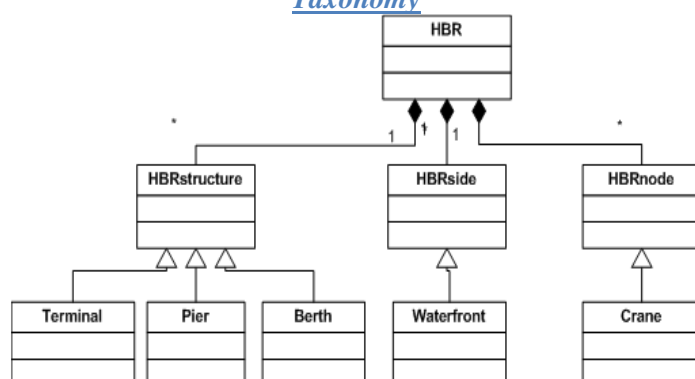 Taxonomy
HBR
*
1
*
1
1
*
HBRstructure
HBRside
HBRnode
Terminal
Pier
Berth
Waterfront
Crane